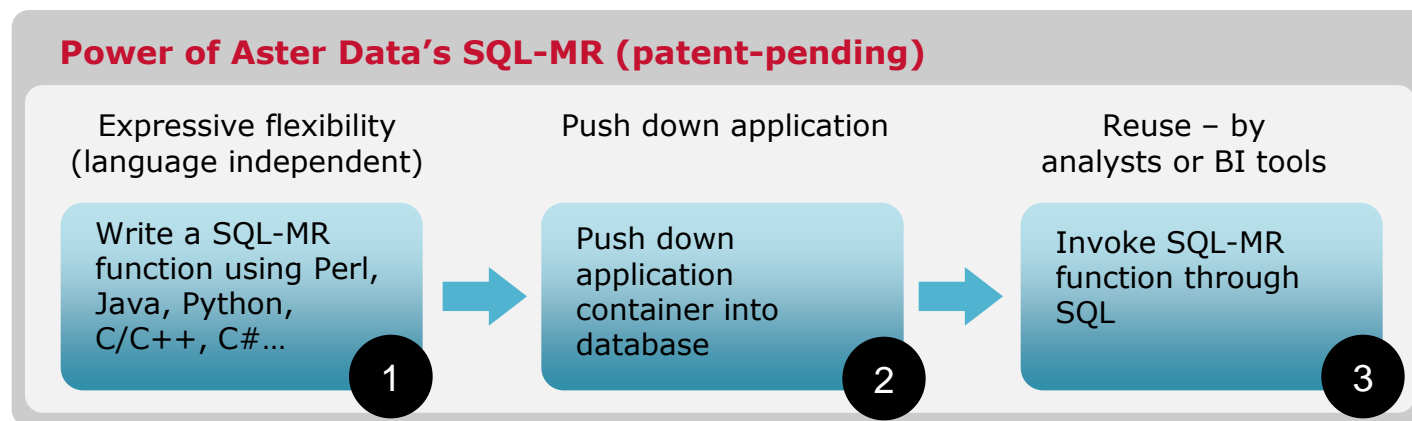 Power of Aster Data’s SQL-MR (patent-pending)
Expressive flexibility
(language independent)
Write a SQL-MR
function using Perl,
Java, Python,
C/C++, C#…
1
Push down application
Push down
application
container into
database
2
Reuse – by
analysts or BI tools
Invoke SQL-MR
function through
SQL
3